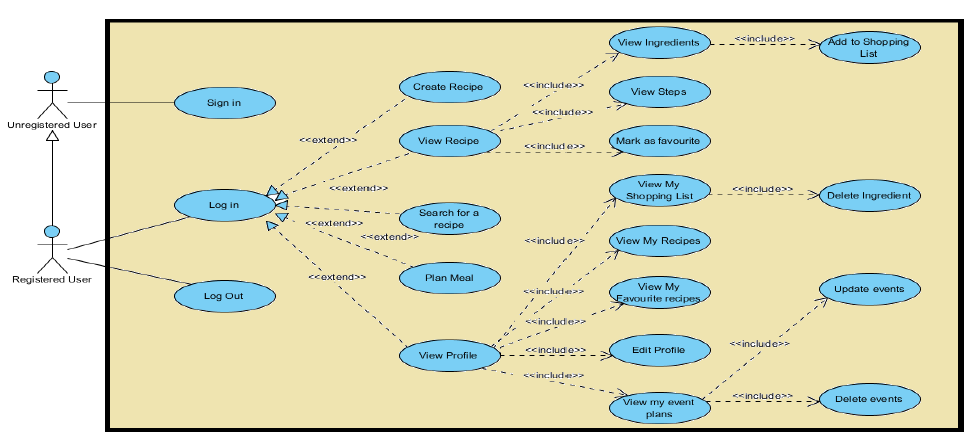 View Ingredients
<<include>>
Add to Shopping
List
Create Recipe
<<include>>
View Steps
Unregistered User
Sign in
<<include>>
<<extend>>
View Recipe
<<include>>
Mark as favourite
<<extend>>
View My
Shopping List
<<include>>
Delete Ingredient
Log in
Search for a
recipe
<<extend>>
<<extend>>
<<include>>
View My Recipes
Registered User
Plan Meal
<<extend>>
<<include>>
View My
Favourite recipes
Update events
Log Out
<<include>>
<<include>>
View Profile
<<include>>
Edit Profile
<<include>>
View my event
plans
<<include>>
Delete events